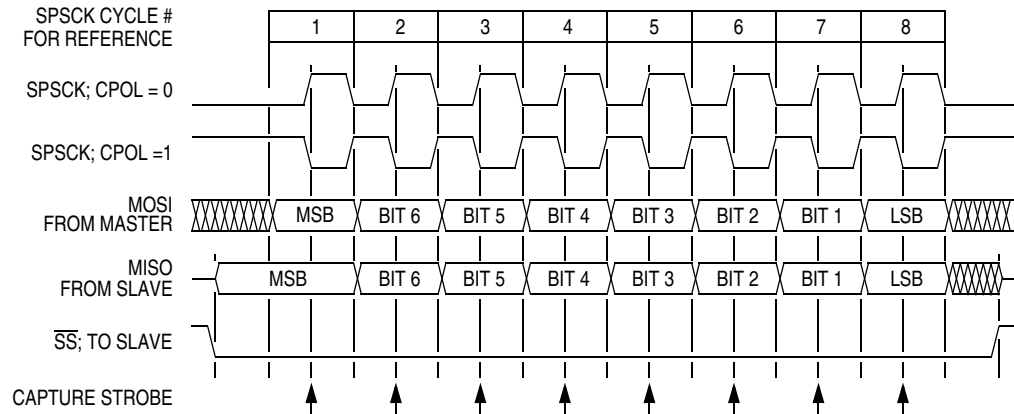 SPSCK CYCLE #
FOR REFERENCE
1 2 3 4 5 6 7 8
SPSCK; CPOL = 0
SPSCK; CPOL =1
MOSI
FROM MASTER
MSB BIT 6 BIT 5 BIT 4 BIT 3 BIT 2 BIT 1 LSB
MISO
FROM SLAVE
MSB BIT 6 BIT 5 BIT 4 BIT 3 BIT 2 BIT 1 LSB
SS; TO SLAVE
CAPTURE STROBE